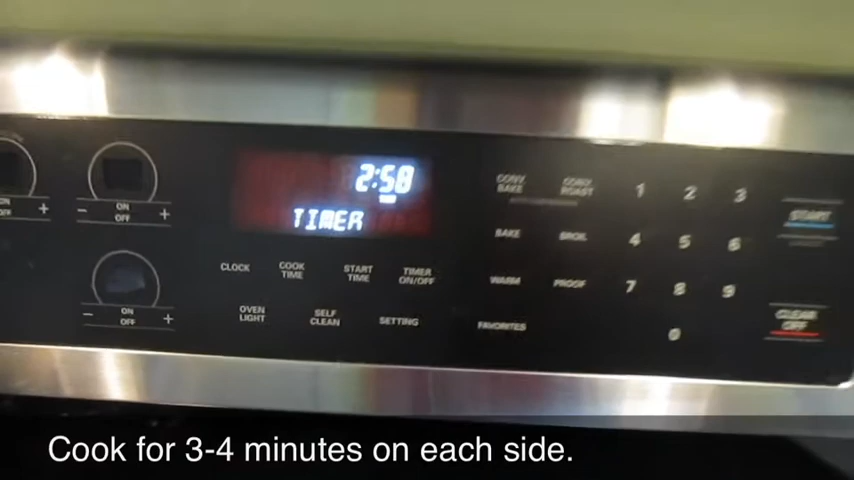 2:58
TIMER
CONV BAKE
CONV ROAST
1 2 3
START
ON
OFF
- +
ON
OFF
- +
BAKE
BROIL
4 5 6
CLOCK
COOK TIME
START TIME
TIMER ON/OFF
WARM
PROOF
7 8 9
OVEN LIGHT
SELF CLEAN
SETTING
FAVORITES
0
CLEAR
OFF
ON
OFF
- +
Cook for 3-4 minutes on each side.